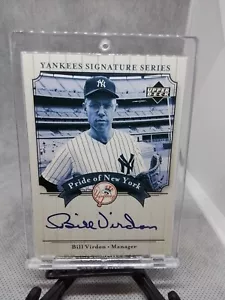 YANKEES SIGNATURE SERIES
UPPER DECK
NY
Pride of New York
Bill Virdon
Bill Virdon • Manager